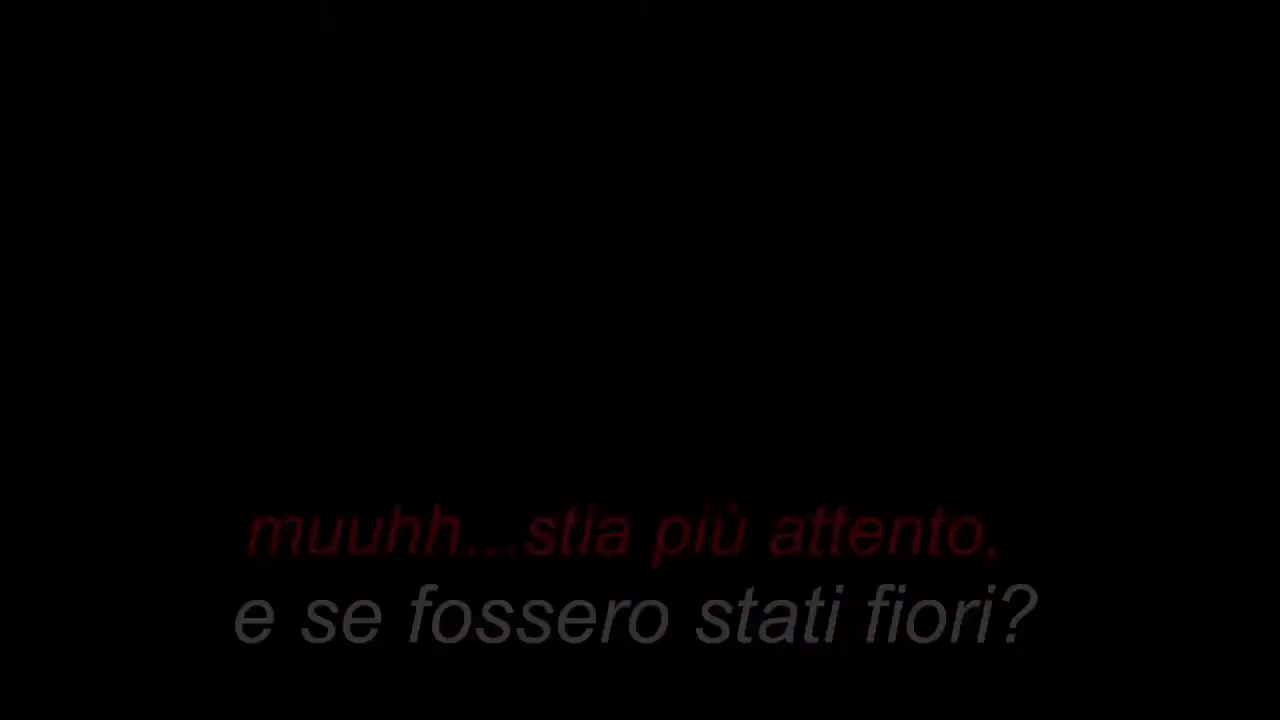 muuhh...stia più attento,
e se fossero stati fiori?